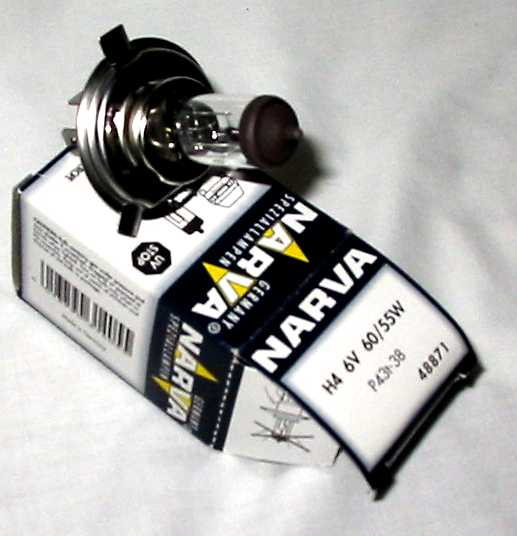 UV
STOP
NARVA
SPEZIALLAMPEN
GERMANY
NARVA
SPEZIALLAMPEN
GERMANY
NARVA
H4 6V 60/55W
P43t-38
48871